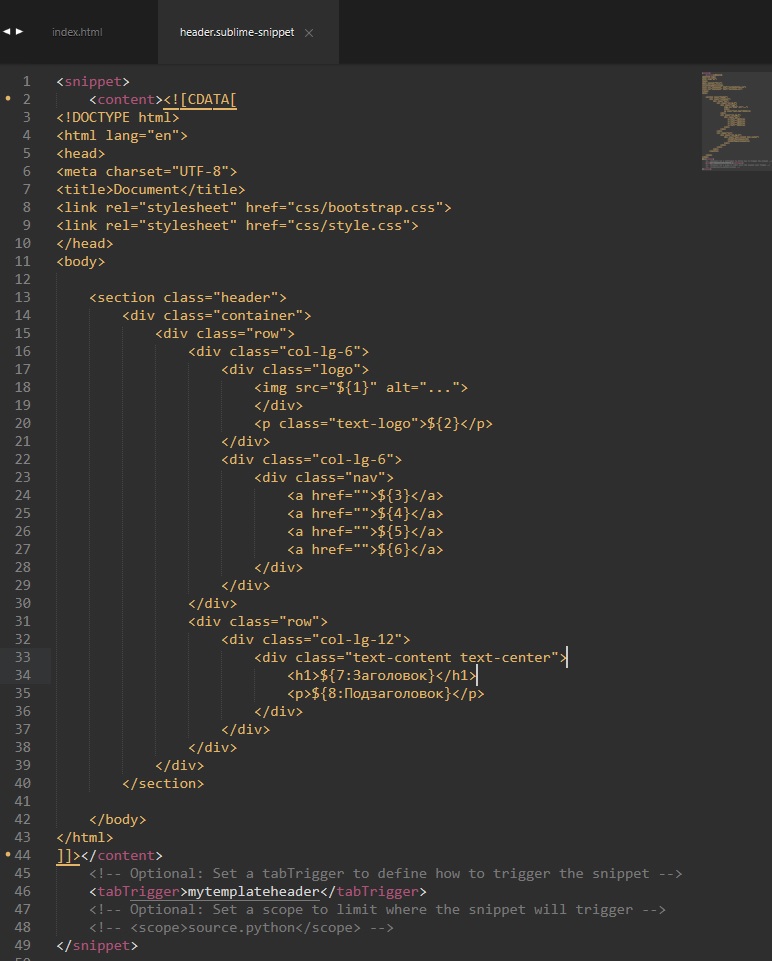 index.html
header.sublime-snippet
1 <snippet>
2 <content><![CDATA[
3 <!DOCTYPE html>
4 <html lang="en">
5 <head>
6 <meta charset="UTF-8">
7 <title>Document</title>
8 <link rel="stylesheet" href="css/bootstrap.css">
9 <link rel="stylesheet" href="css/style.css">
10 </head>
11 <body>
12
13 <section class="header">
14 <div class="container">
15 <div class="row">
16 <div class="col-lg-6">
17 <div class="logo">
18 <img src="${1}" alt="...">
19 </div>
20 <p class="text-logo">${2}</p>
21 </div>
22 <div class="col-lg-6">
23 <div class="nav">
24 <a href="">${3}</a>
25 <a href="">${4}</a>
26 <a href="">${5}</a>
27 <a href="">${6}</a>
28 </div>
29 </div>
30 </div>
31 <div class="row">
32 <div class="col-lg-12">
33 <div class="text-content text-center">
34 <h1>${7:Заголовок}</h1>
35 <p>${8:Подзаголовок}</p>
36 </div>
37 </div>
38 </div>
39 </div>
40 </section>
41
42 </body>
43 </html>
44 ]]></content>
45 <!-- Optional: Set a tabTrigger to define how to trigger the snippet -->
46 <tabTrigger>mytemplateheader</tabTrigger>
47 <!-- Optional: Set a scope to limit where the snippet will trigger -->
48 <!-- <scope>source.python</scope> -->
49 </snippet>